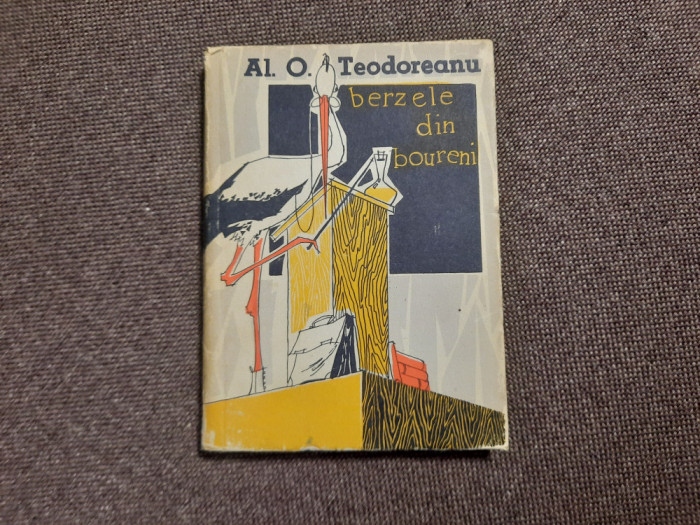 Al. O. Teodoreanu
berzele
din
boureni